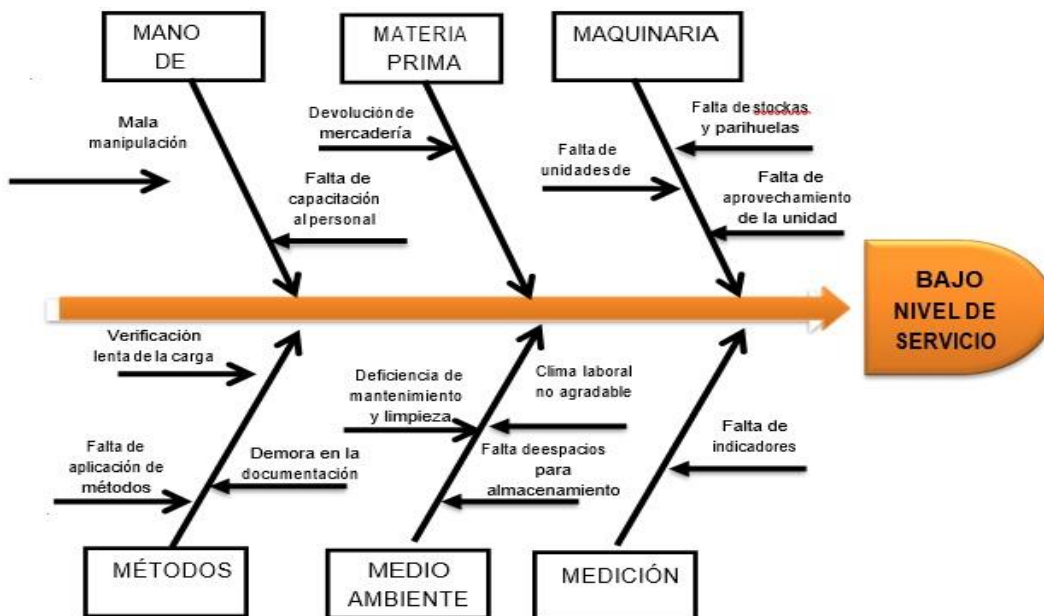 MANO
DE
MATERIA
PRIMA
MAQUINARIA
Mala
manipulación
Falta de
capacitación
al personal
Devolución de
mercadería
Falta de
unidades de
Falta de stockas
y parihuelas
Falta de
aprovechamiento
de la unidad
BAJO
NIVEL DE
SERVICIO
Verificación
lenta de la carga
Falta de
aplicación de
métodos
Demora en la
documentación
Deficiencia de
mantenimiento
y limpieza
Clima laboral
no agradable
Falta de espacios
para
almacenamiento
Falta de
indicadores
MÉTODOS
MEDIO
AMBIENTE
MEDICIÓN